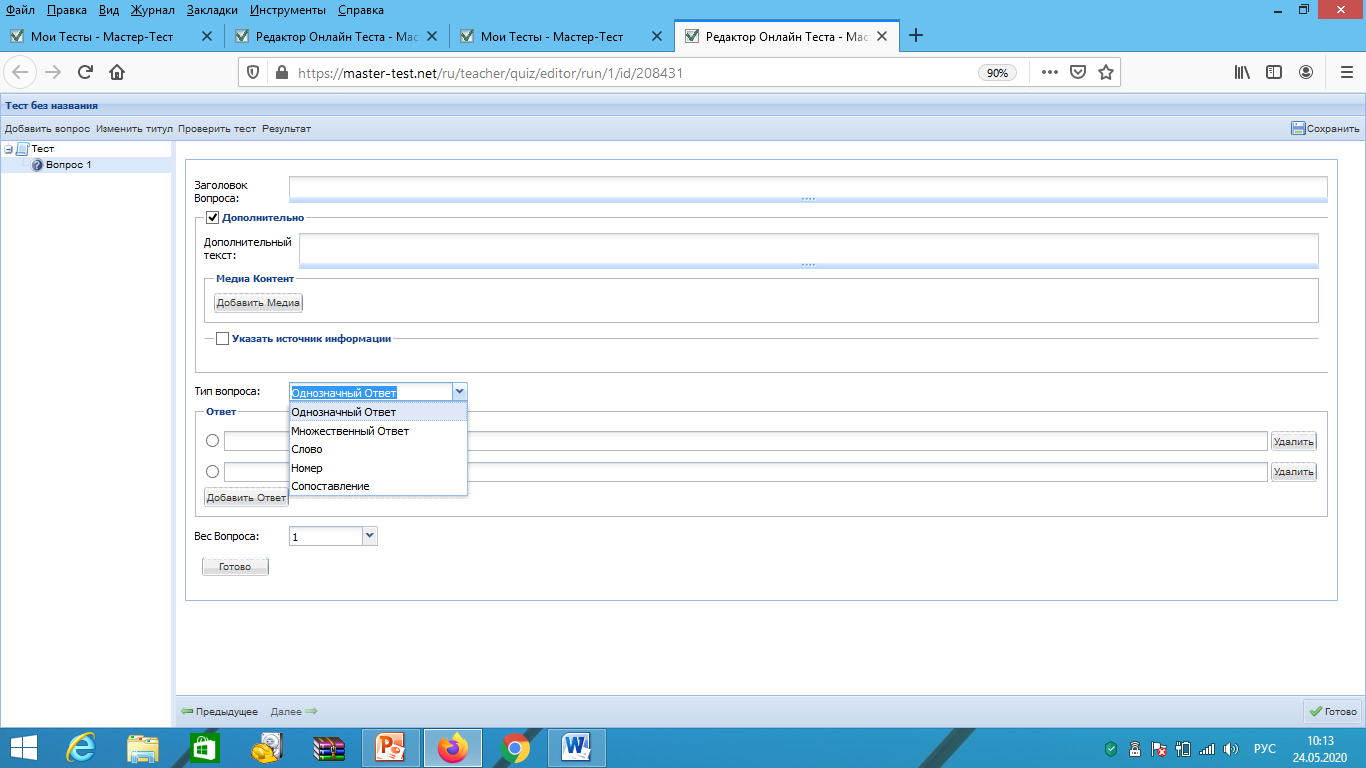 Файл Правка Вид Журнал Закладки Инструменты Справка
Мои Тесты - Мастер-Тест Редактор Онлайн Теста - Мас Мои Тесты - Мастер-Тест Редактор Онлайн Теста - Мас
https://master-test.net/ru/teacher/quiz/editor/run/1/id/208431 90%
Тест без названия
Добавить вопрос Изменить титул Проверить тест Результат Сохранить
Тест
Вопрос 1
Заголовок
Вопроса:
Дополнительно
Дополнительный
текст:
Медиа Контент
Добавить Медиа
Указать источник информации
Тип вопроса: Однозначный Ответ
Ответ Однозначный Ответ
Множественный Ответ
Удалить
Слово
Номер
Удалить
Сопоставление
Добавить Ответ
Вес Вопроса: 1
Готово
Предыдущее Далее Готово
РУС 10:13
24.05.2020